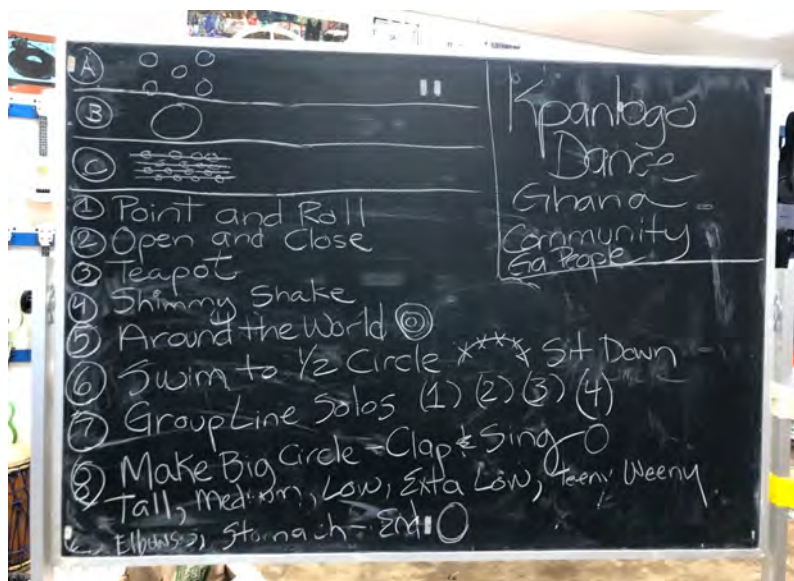 A
B
C
Kpanlogo
Dance
Ghana
Community
Ga People
1 Point and Roll
2 Open and Close
3 Teapot
4 Shimmy Shake
5 Around the World
6 Swim to 1/2 Circle Sit Down
7 Group Line Solos (1) (2) (3) (4)
8 Make Big Circle - Clap & Sing
Tall, Medium, Low, Exta Low, Teeny Weeny
Elbows, Stomach - End